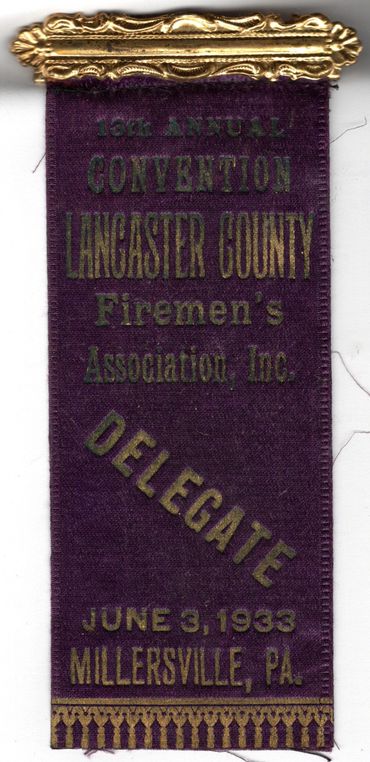 13th ANNUAL
CONVENTION
LANCASTER COUNTY
Firemen's
Association, Inc.
DELEGATE
JUNE 3, 1933
MILLERSVILLE, PA.